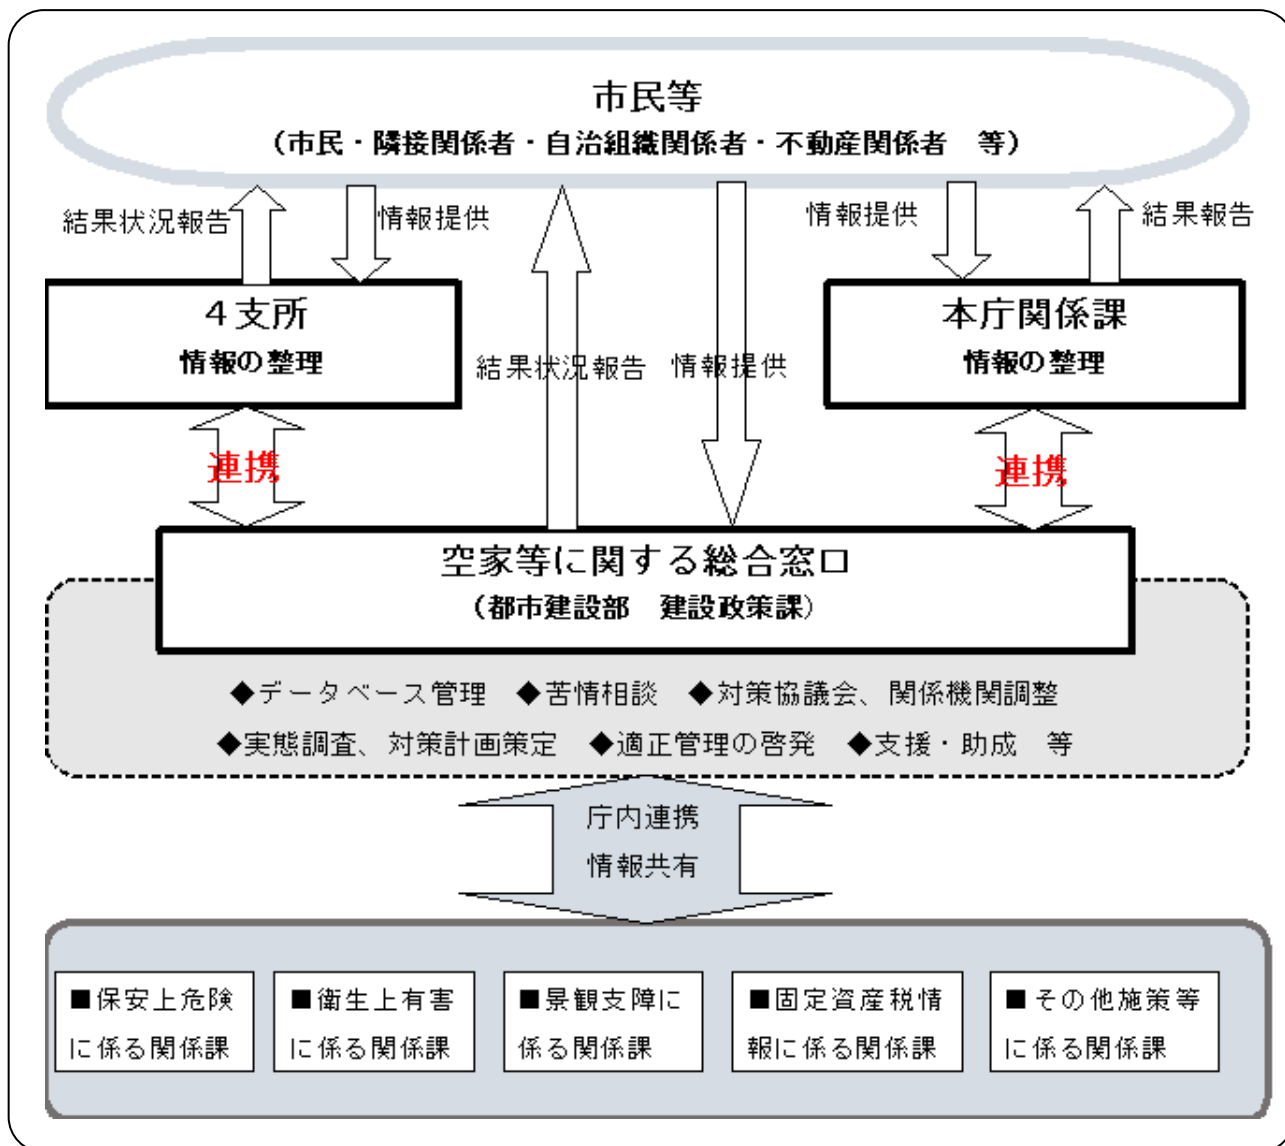 市民等
（市民・隣接関係者・自治組織関係者・不動産関係者　等）
結果状況報告
情報提供
情報提供
結果報告
４支所
情報の整理
本庁関係課
情報の整理
結果状況報告
情報提供
連携
連携
空家等に関する総合窓口
（都市建設部　建設政策課）
◆データベース管理　◆苦情相談　◆対策協議会、関係機関調整
◆実態調査、対策計画策定　◆適正管理の啓発　◆支援・助成　等
庁内連携
情報共有
■保安上危険
に係る関係課
■衛生上有害
に係る関係課
■景観支障に
係る関係課
■固定資産税情
報に係る関係課
■その他施策等
に係る関係課